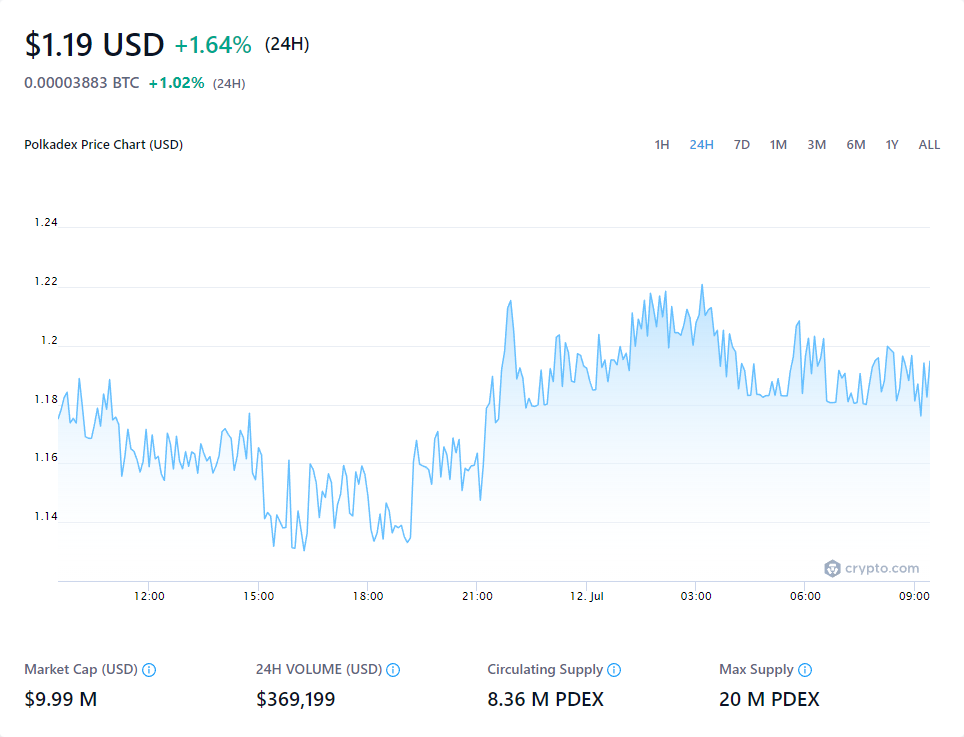 $1.19 USD +1.64% (24H)
0.00003883 BTC +1.02% (24H)
Polkadex Price Chart (USD) 1H 24H 7D 1M 3M 6M 1Y ALL
1.24
1.22
1.2
1.18
1.16
1.14
crypto.com
12:00 15:00 18:00 21:00 12. Jul 03:00 06:00 09:00
Market Cap (USD) 24H VOLUME (USD) Circulating Supply Max Supply
$9.99 M $369,199 8.36 M PDEX 20 M PDEX